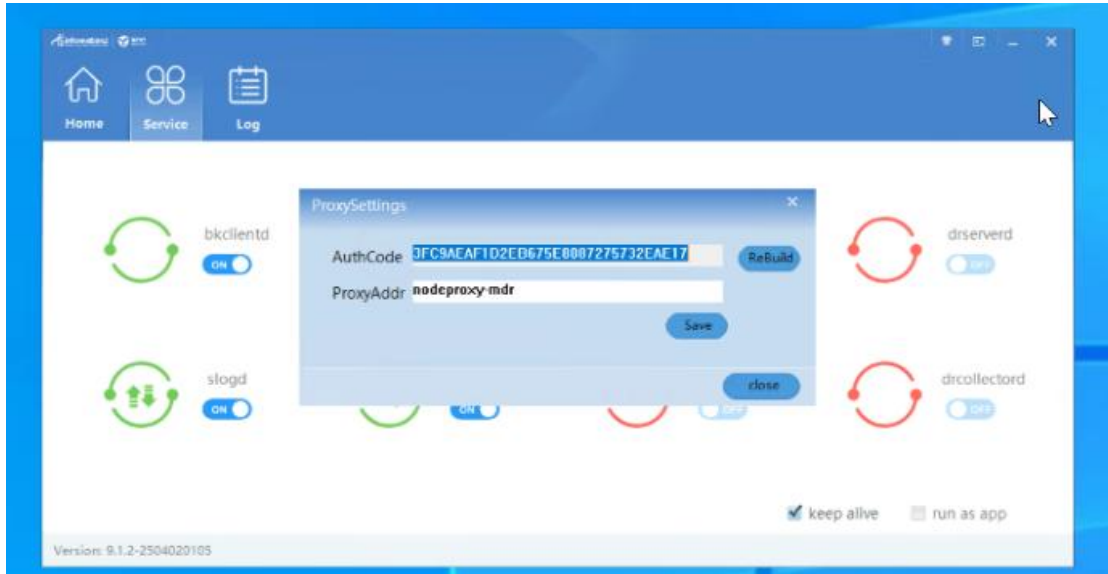 Home
Service
Log
ProxySettings
AuthCode 3FC9AEAF1D2EB675E8087275732EAE17 ReBuild
ProxyAddr nodeproxy-mdr
Save
close
bkclientd
ON
drserverd
OFF
slogd
ON
ON
OFF
drcollectord
OFF
keep alive
run as app
Version: 9.1.2-2504020105